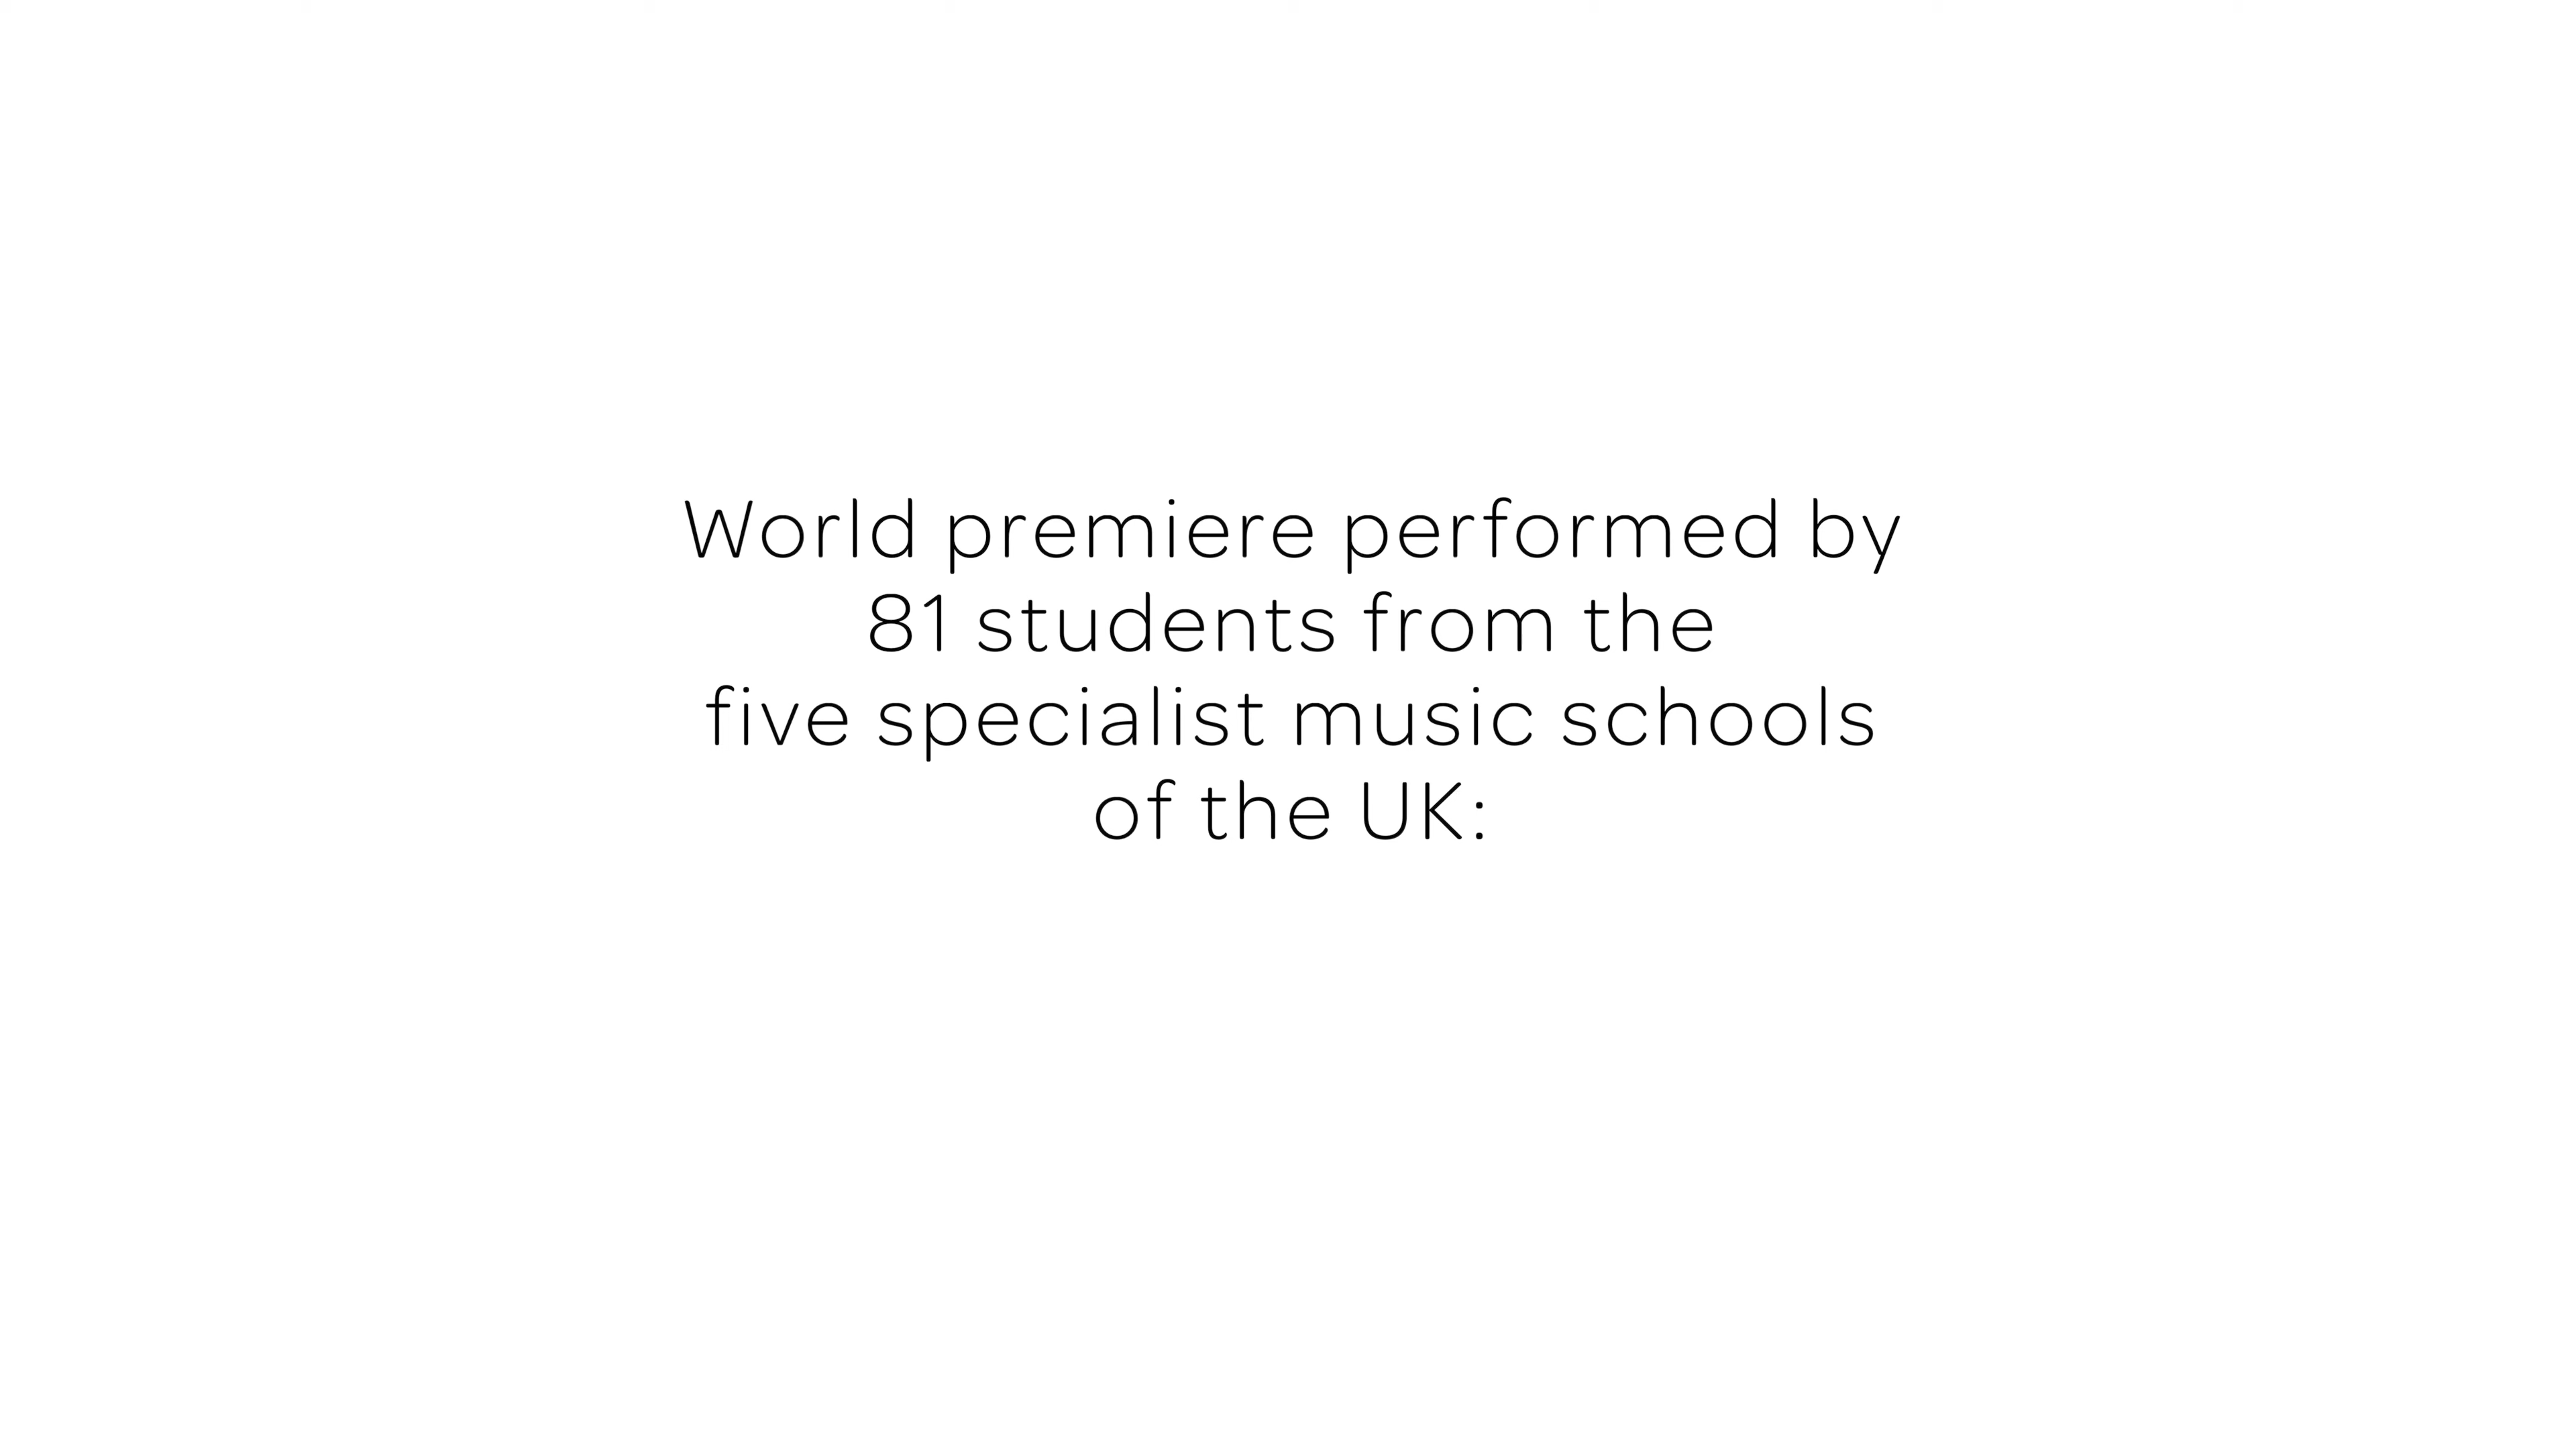 World premiere performed by
81 students from the
five specialist music schools
of the UK: